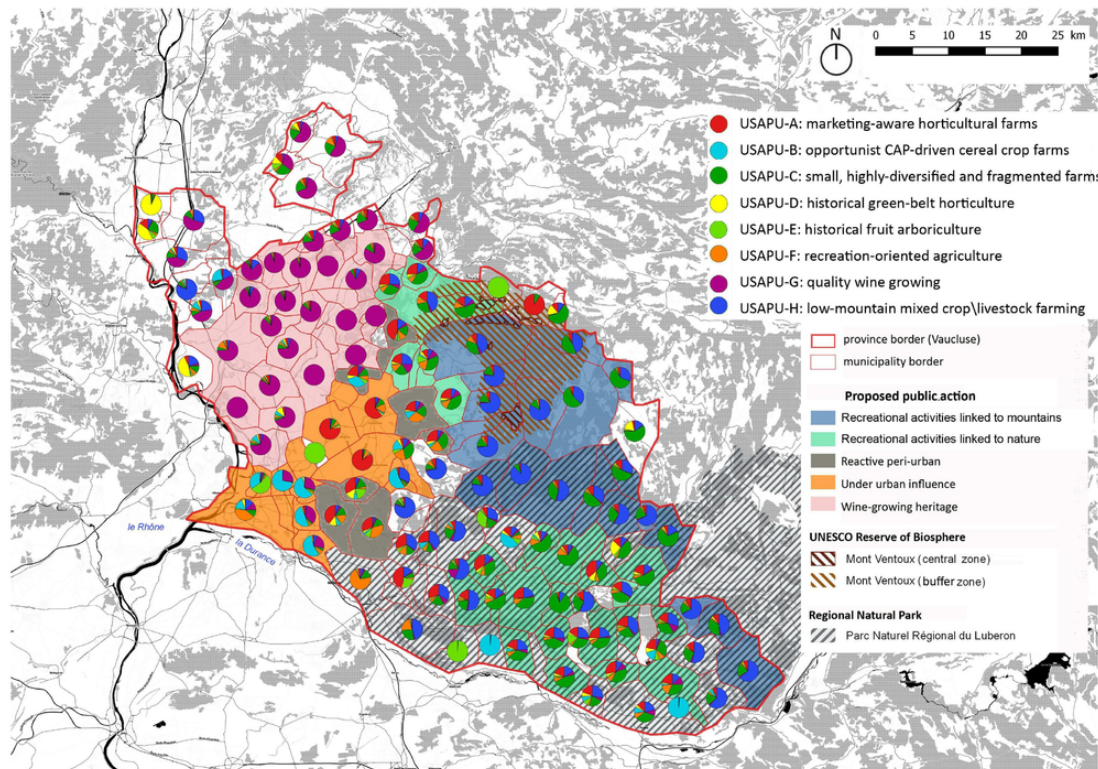 N
0 5 10 15 20 25 km
USAPU-A: marketing-aware horticultural farms
USAPU-B: opportunist CAP-driven cereal crop farms
USAPU-C: small, highly-diversified and fragmented farms
USAPU-D: historical green-belt horticulture
USAPU-E: historical fruit arboriculture
USAPU-F: recreation-oriented agriculture
USAPU-G: quality wine growing
USAPU-H: low-mountain mixed crop\livestock farming
province border (Vaucluse)
municipality border
Proposed public action
Recreational activities linked to mountains
Recreational activities linked to nature
Reactive peri-urban
Under urban influence
Wine-growing heritage
UNESCO Reserve of Biosphere
Mont Ventoux (central zone)
Mont Ventoux (buffer zone)
Regional Natural Park
Parc Naturel Régional du Luberon
le Rhône
la Durance